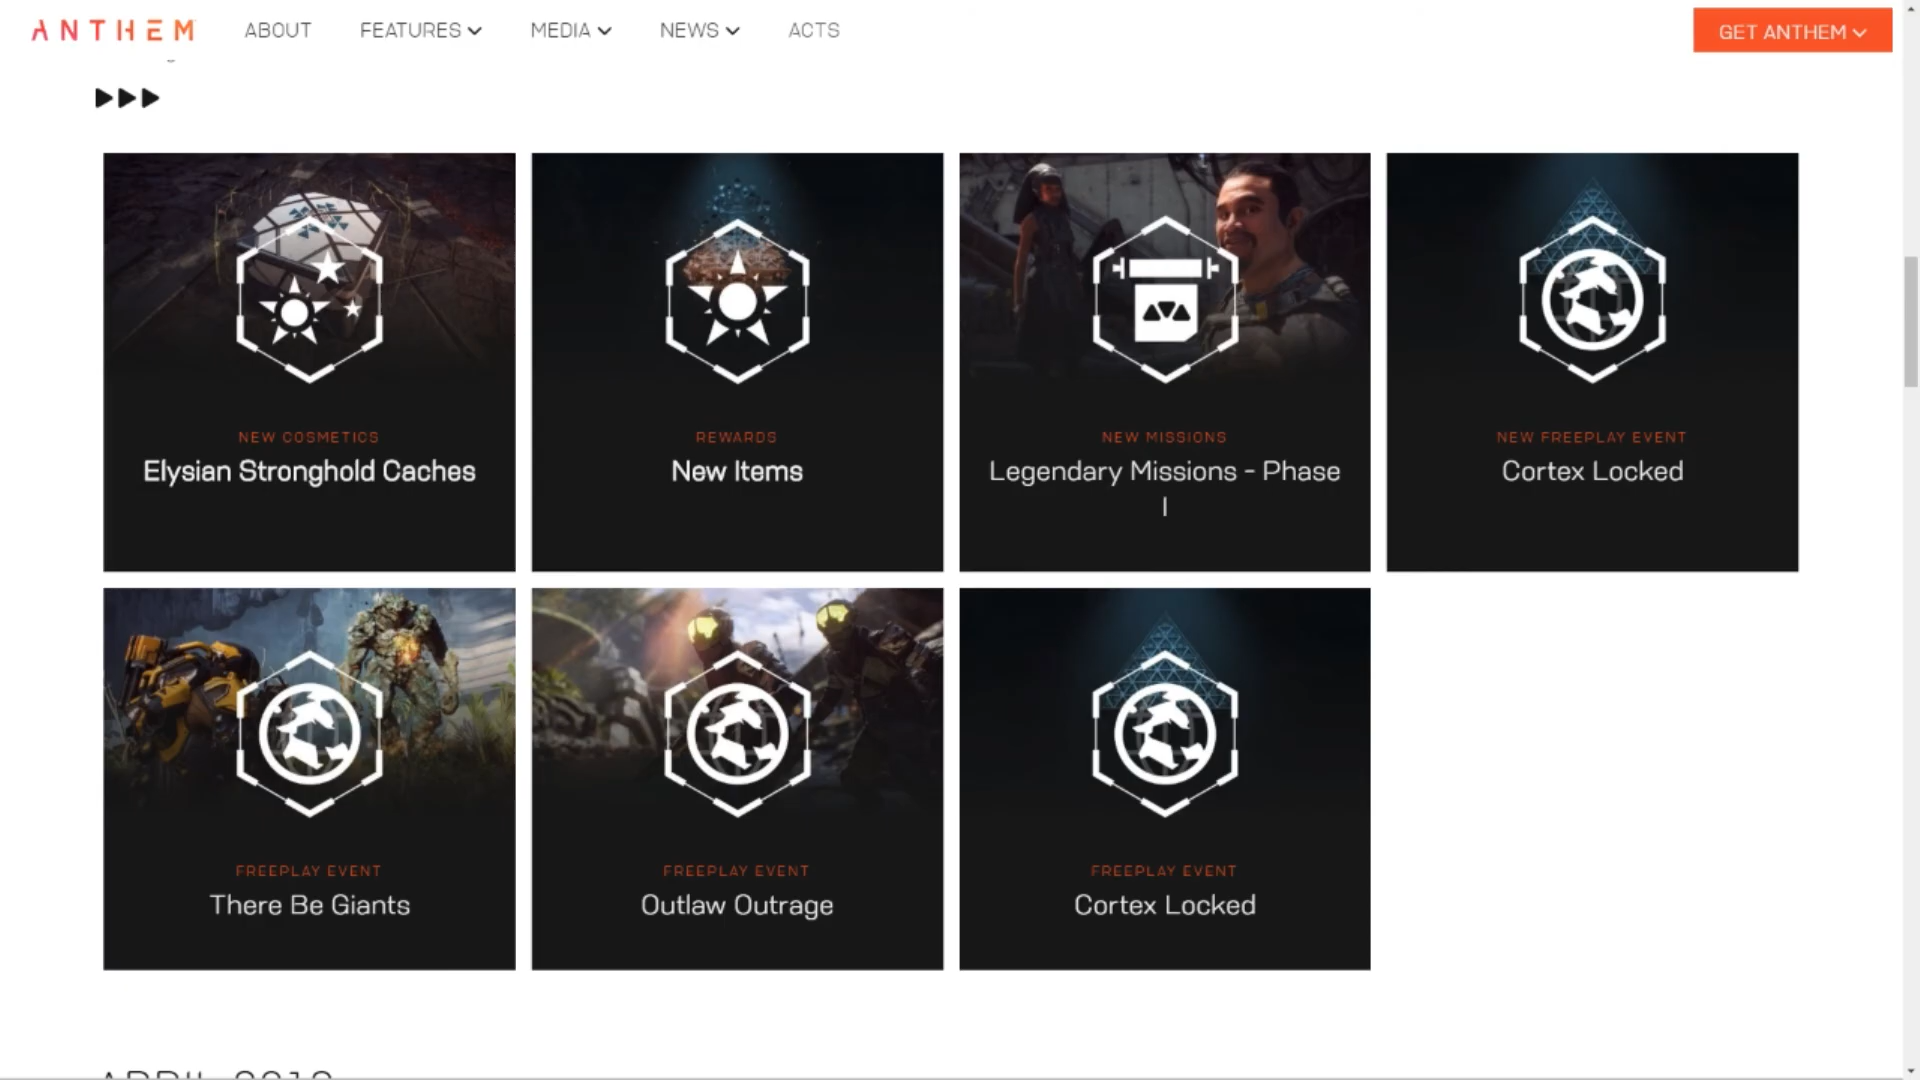 ANTHEM ABOUT FEATURES MEDIA NEWS ACTS GET ANTHEM
NEW COSMETICS
Elysian Stronghold Caches
REWARDS
New Items
NEW MISSIONS
Legendary Missions - Phase
I
NEW FREEPLAY EVENT
Cortex Locked
FREEPLAY EVENT
There Be Giants
FREEPLAY EVENT
Outlaw Outrage
FREEPLAY EVENT
Cortex Locked
APRIL 2019